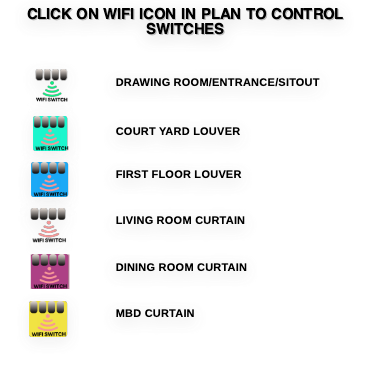 CLICK ON WIFI ICON IN PLAN TO CONTROL
SWITCHES
WIFI SWITCH
DRAWING ROOM/ENTRANCE/SITOUT
WIFI SWITCH
COURT YARD LOUVER
WIFI SWITCH
FIRST FLOOR LOUVER
WIFI SWITCH
LIVING ROOM CURTAIN
WIFI SWITCH
DINING ROOM CURTAIN
WIFI SWITCH
MBD CURTAIN